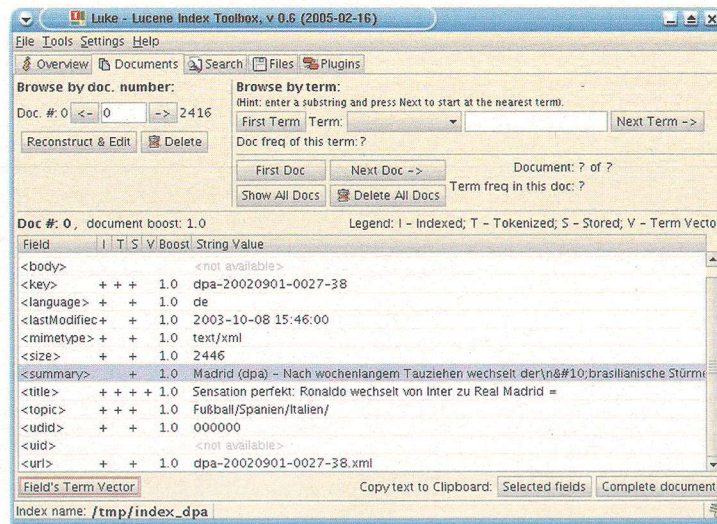 Luke - Lucene Index Toolbox, v 0.6 (2005-02-16)
File Tools Settings Help
Overview Documents Search Files Plugins
Browse by doc. number:
Doc. #: 0 <- 0 -> 2416
Reconstruct & Edit Delete
Browse by term:
(Hint: enter a substring and press Next to start at the nearest term).
First Term Term: Next Term ->
Doc freq of this term: ?
First Doc Next Doc -> Document: ? of ?
Show All Docs Delete All Docs Term freq in this doc: ?
Doc #: 0 , document boost: 1.0 Legend: I - Indexed; T - Tokenized; S - Stored; V - Term Vecto
Field I T S V Boost String Value
<body> <not available>
<key> + + + 1.0 dpa-20020901-0027-38
<language> + + 1.0 de
<lastModifiec + + 1.0 2003-10-08 15:46:00
<mimetype> + + 1.0 text/xml
<size> + + 1.0 2446
<summary> + 1.0 Madrid (dpa) - Nach wochenlangem Tauziehen wechselt der\n&#10;brasilianische Stürme
<title> + + + + 1.0 Sensation perfekt: Ronaldo wechselt von Inter zu Real Madrid =
<topic> + + + 1.0 Fußball/Spanien/Italien/
<udid> + + 1.0 000000
<uid> <not available>
<url> + + 1.0 dpa-20020901-0027-38.xml
Field's Term Vector Copy text to Clipboard: Selected fields Complete document
Index name: /tmp/index_dpa